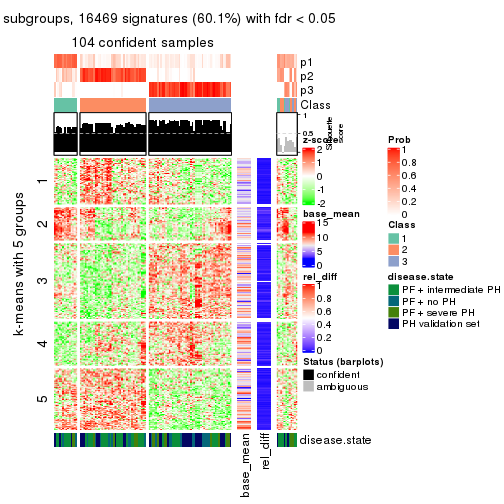 subgroups, 16469 signatures (60.1%) with fdr < 0.05
104 confident samples
p1
p2
p3
Class
1
0.5
0
Silhouette
score
k-means with 5 groups
1
2
3
4
5
z-score
2
1
0
-1
-2
base_mean
15
10
5
0
rel_diff
1
0.8
0.6
0.4
0.2
0
Status (barplots)
confident
ambiguous
Prob
1
0.8
0.6
0.4
0.2
0
Class
1
2
3
disease.state
PF+ intermediate PH
PF+ no PH
PF+ severe PH
PH validation set
disease.state
base_mean
rel_diff